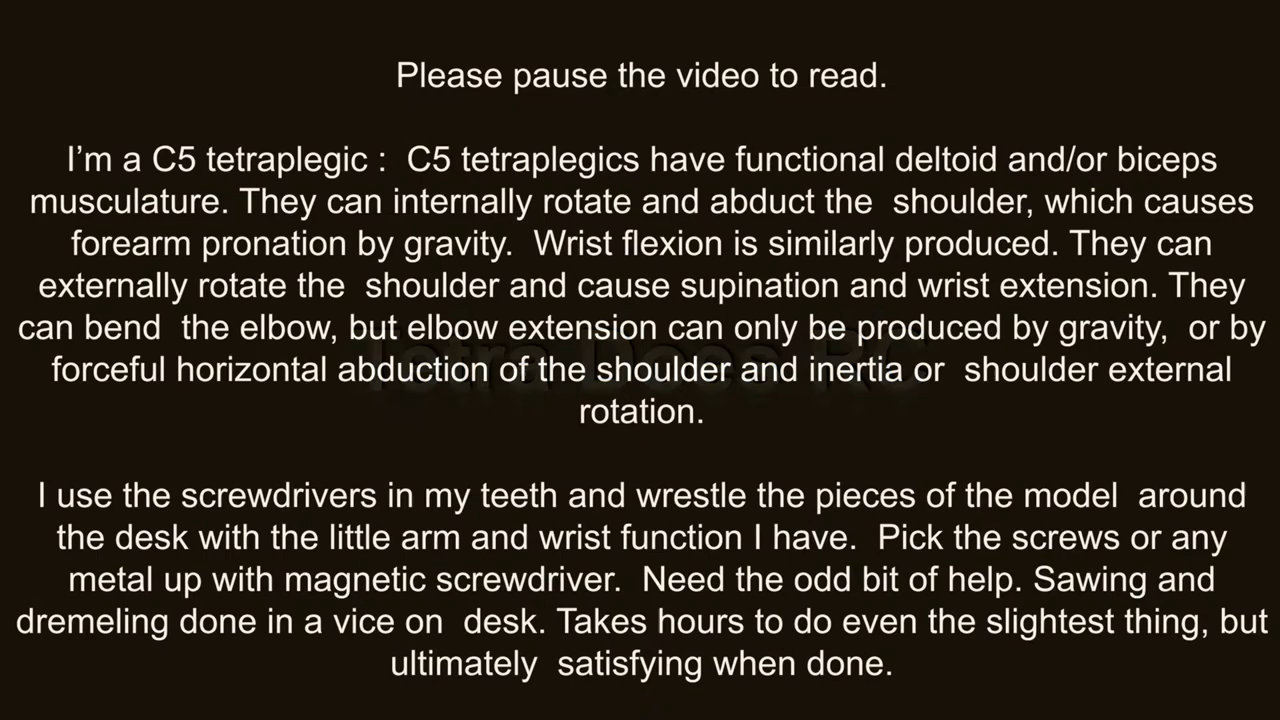 Please pause the video to read.
I'm a C5 tetraplegic :  C5 tetraplegics have functional deltoid and/or biceps
musculature. They can internally rotate and abduct the  shoulder, which causes
forearm pronation by gravity.  Wrist flexion is similarly produced. They can
externally rotate the  shoulder and cause supination and wrist extension. They
can bend  the elbow, but elbow extension can only be produced by gravity,  or by
forceful horizontal abduction of the shoulder and inertia or  shoulder external
rotation.
Tetra Does RC
I use the screwdrivers in my teeth and wrestle the pieces of the model  around
the desk with the little arm and wrist function I have.  Pick the screws or any
metal up with magnetic screwdriver.  Need the odd bit of help. Sawing and
dremeling done in a vice on  desk. Takes hours to do even the slightest thing, but
ultimately  satisfying when done.